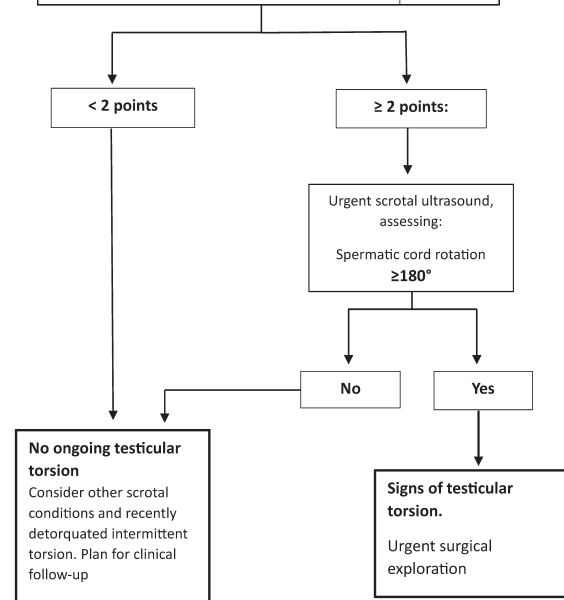 < 2 points
≥ 2 points:
Urgent scrotal ultrasound,
assessing:
Spermatic cord rotation
≥180°
No
Yes
No ongoing testicular
torsion
Consider other scrotal
conditions and recently
detorquated intermittent
torsion. Plan for clinical
follow-up
Signs of testicular
torsion.
Urgent surgical
exploration